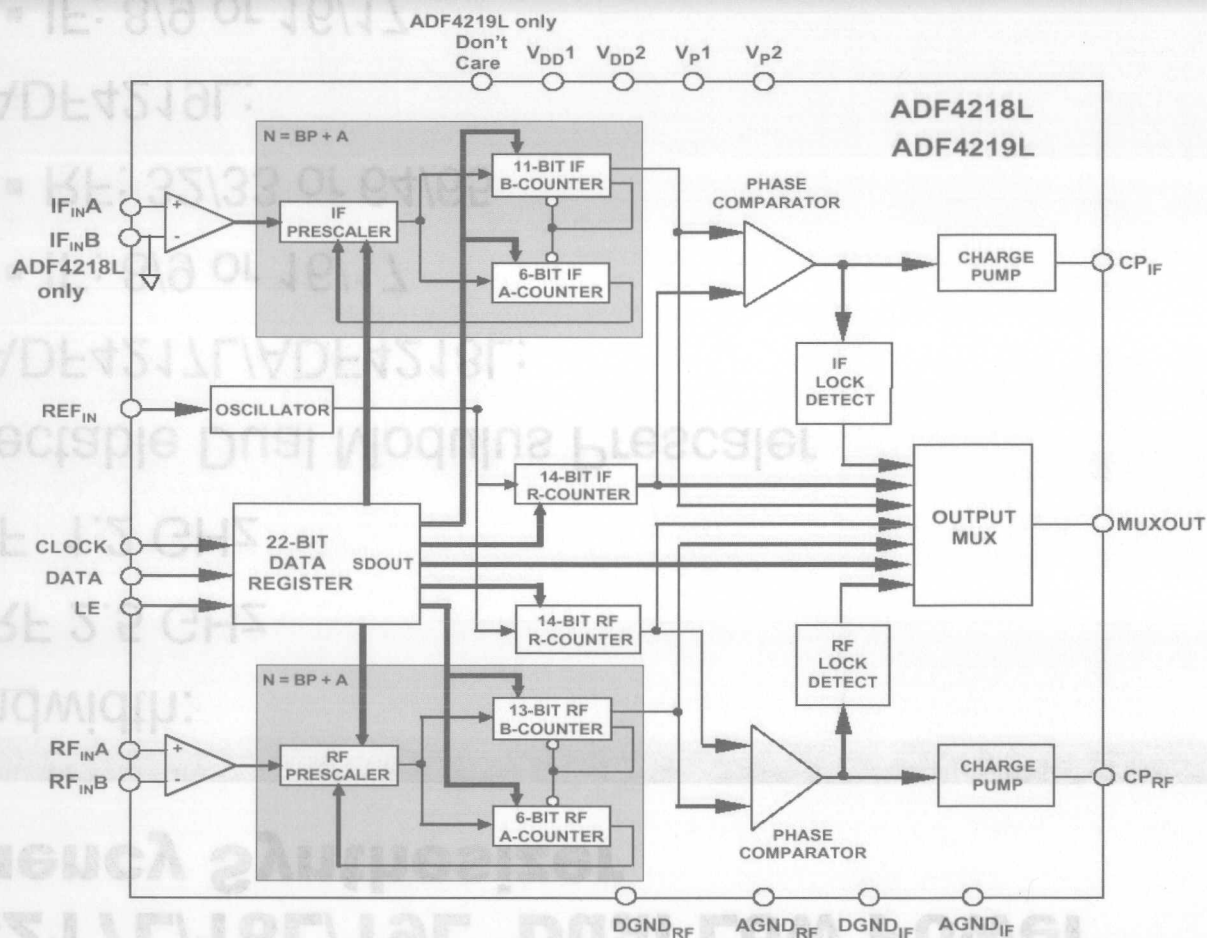 ADF4219L only
Don't
Care
VDD1
VDD2
VP1
VP2
ADF4218L
ADF4219L
N = BP + A
11-BIT IF
B-COUNTER
IF
PRESCALER
6-BIT IF
A-COUNTER
IFINA
+
IFINB
-
ADF4218L
only
PHASE
COMPARATOR
CHARGE
PUMP
CPIF
IF
LOCK
DETECT
REFIN
OSCILLATOR
14-BIT IF
R-COUNTER
CLOCK
DATA
LE
22-BIT
DATA
REGISTER
SDOUT
OUTPUT
MUX
MUXOUT
14-BIT RF
R-COUNTER
RF
LOCK
DETECT
N = BP + A
13-BIT RF
B-COUNTER
RF
PRESCALER
6-BIT RF
A-COUNTER
RFINA
+
RFINB
-
CHARGE
PUMP
CPRF
PHASE
COMPARATOR
DGNDRF
AGNDRF
DGNDIF
AGNDIF